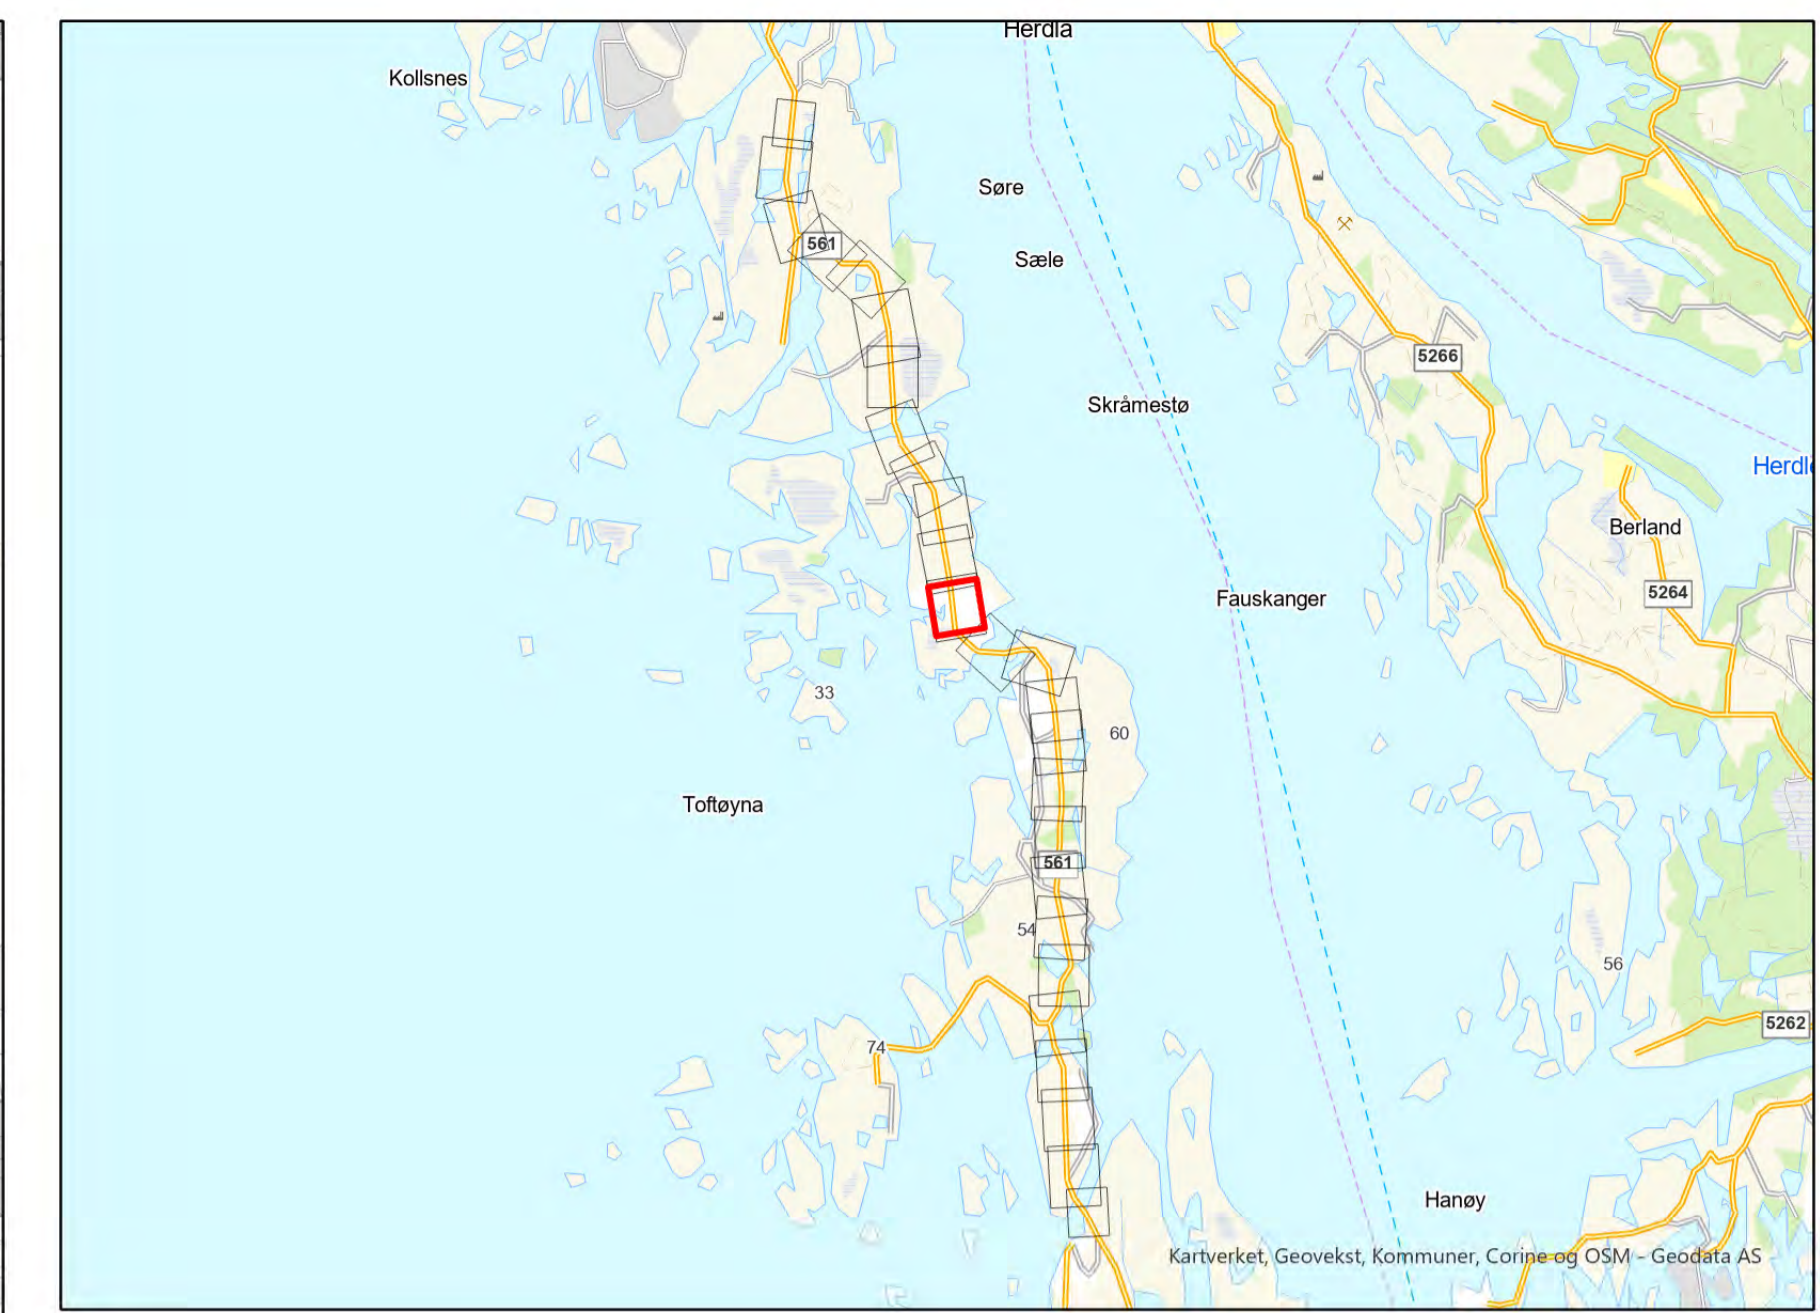 Herdla
Kollsnes
Søre
561
Sæle
5266
Skråmestø
Herdl
Berland
5264
Fauskanger
33
60
Toftøyna
561
54
56
5262
74
Hanøy
Kartverket, Geovekst, Kommuner, Corine og OSM - Geodata AS